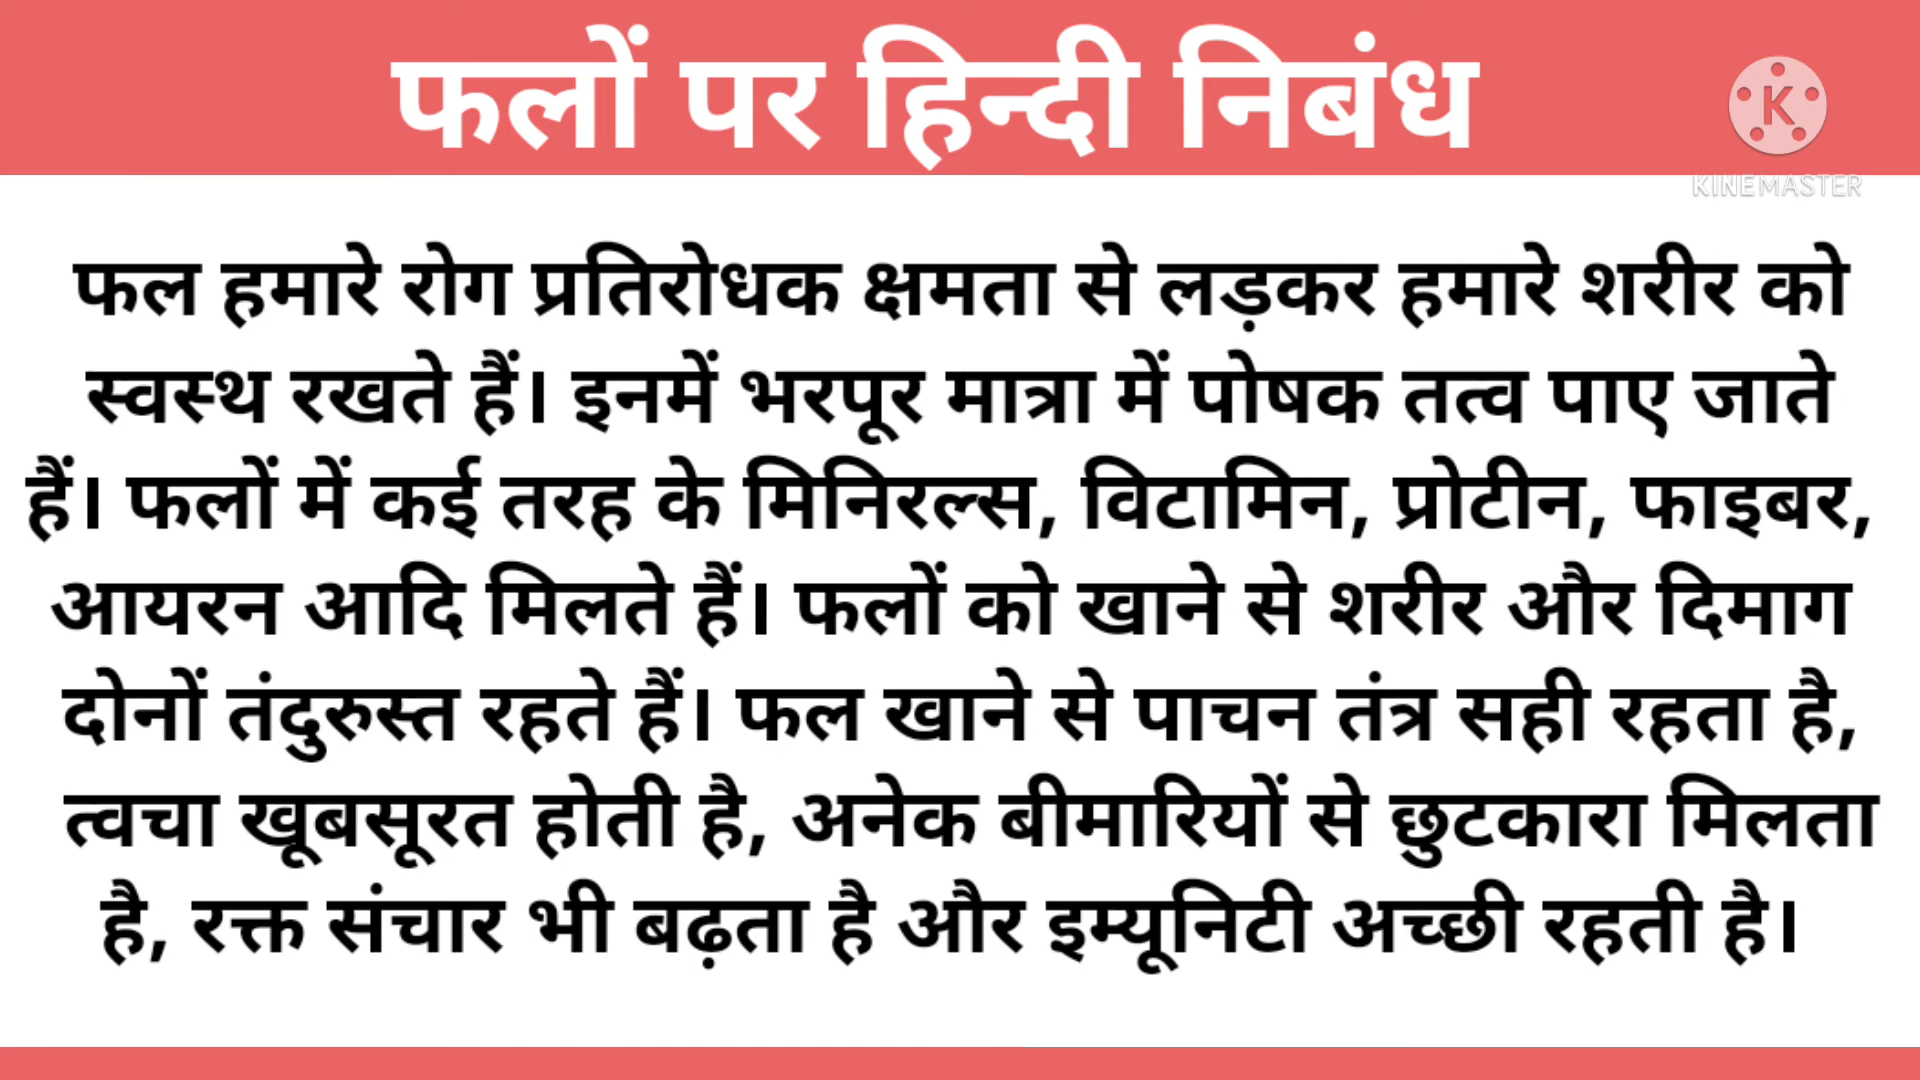 फलों पर हिन्दी निबंध
K
KINEMASTER
फल हमारे रोग प्रतिरोधक क्षमता से लड़कर हमारे शरीर को
स्वस्थ रखते हैं। इनमें भरपूर मात्रा में पोषक तत्व पाए जाते
हैं। फलों में कई तरह के मिनिरल्स, विटामिन, प्रोटीन, फाइबर,
आयरन आदि मिलते हैं। फलों को खाने से शरीर और दिमाग
दोनों तंदुरुस्त रहते हैं। फल खाने से पाचन तंत्र सही रहता है,
त्वचा खूबसूरत होती है, अनेक बीमारियों से छुटकारा मिलता
है, रक्त संचार भी बढ़ता है और इम्यूनिटी अच्छी रहती है।